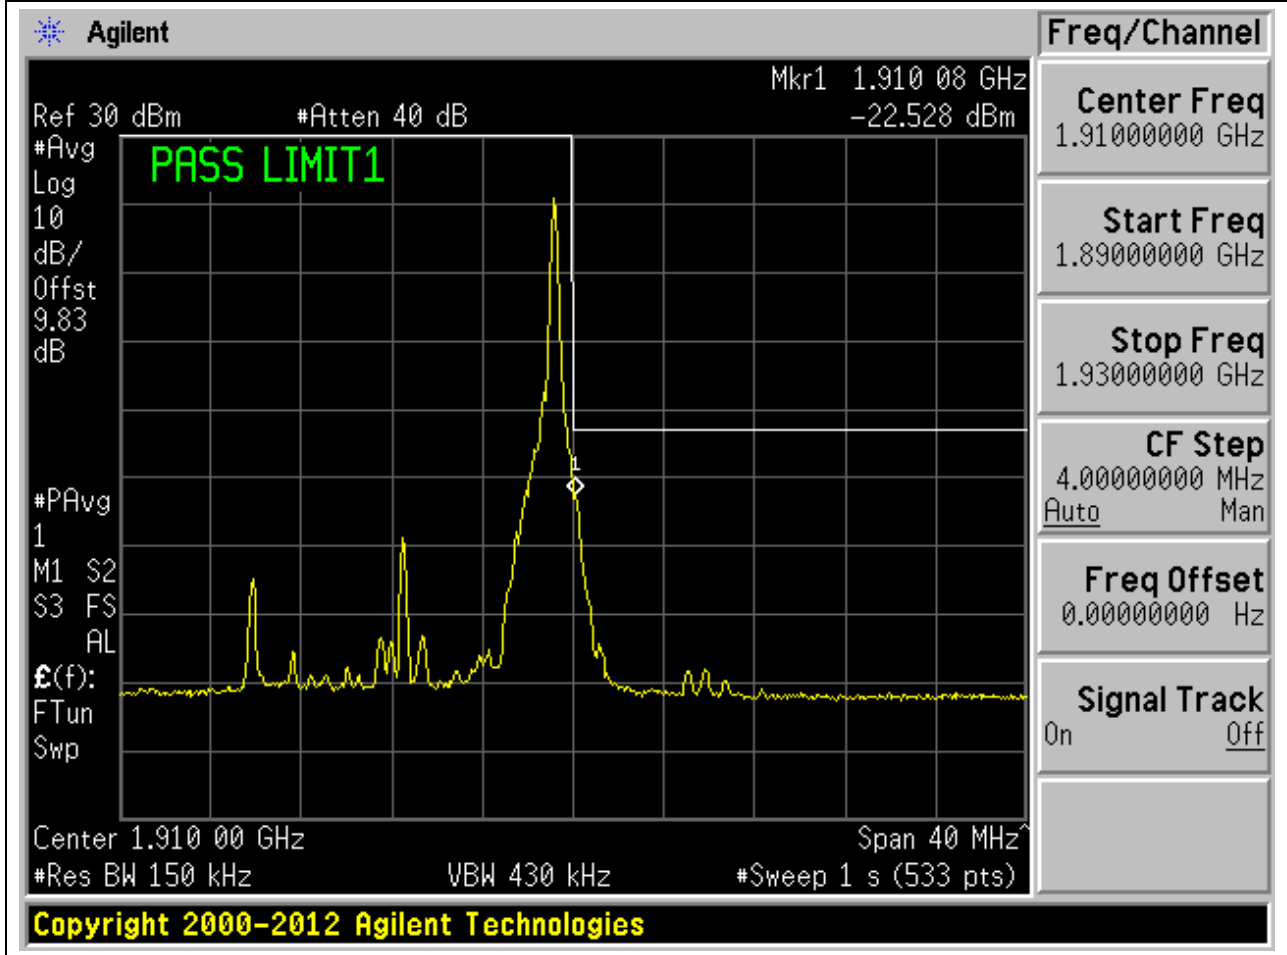 Agilent
Freq/Channel
Mkr1 1.910 08 GHz
Ref 30 dBm #Atten 40 dB -22.528 dBm
#Avg
Log
10
dB/
Offst
9.83
dB
PASS LIMIT1
1
#PAvg
1
M1 S2
S3 FS
AL
£(f):
FTun
Swp
Center 1.910 00 GHz Span 40 MHz^
#Res BW 150 kHz VBW 430 kHz #Sweep 1 s (533 pts)
Center Freq
1.91000000 GHz
Start Freq
1.89000000 GHz
Stop Freq
1.93000000 GHz
CF Step
4.00000000 MHz
Auto Man
Freq Offset
0.00000000 Hz
Signal Track
On Off
Copyright 2000-2012 Agilent Technologies